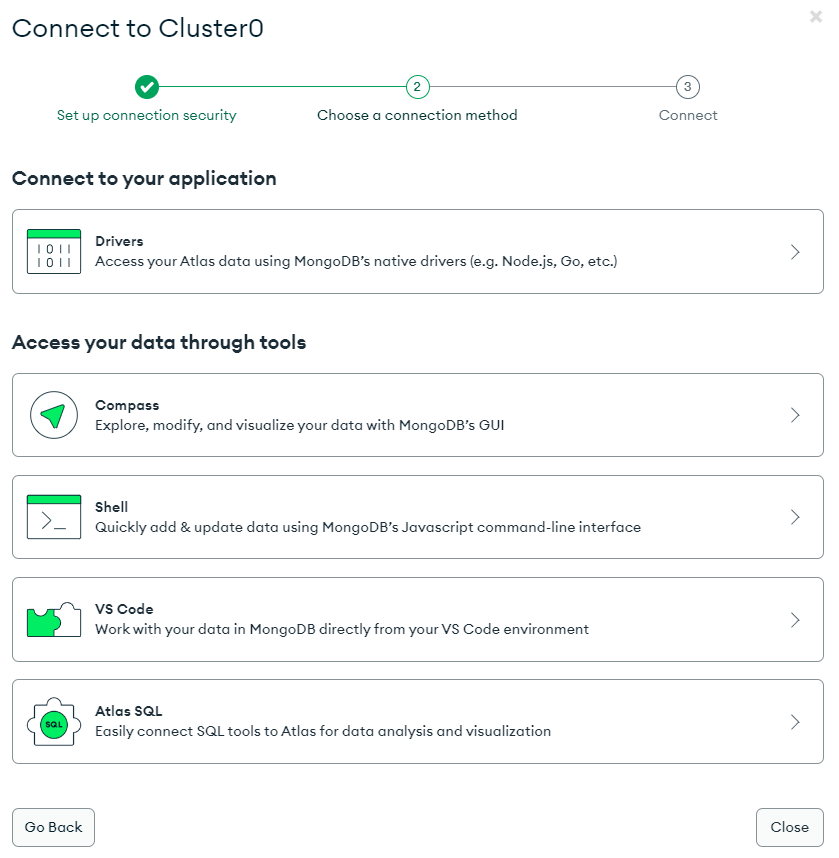 Connect to Cluster0
2
3
Set up connection security
Choose a connection method
Connect
Connect to your application
1011
1011
Drivers
Access your Atlas data using MongoDB’s native drivers (e.g. Node.js, Go, etc.)
Access your data through tools
Compass
Explore, modify, and visualize your data with MongoDB’s GUI
Shell
Quickly add & update data using MongoDB’s Javascript command-line interface
VS Code
Work with your data in MongoDB directly from your VS Code environment
SQL
Atlas SQL
Easily connect SQL tools to Atlas for data analysis and visualization
Go Back
Close